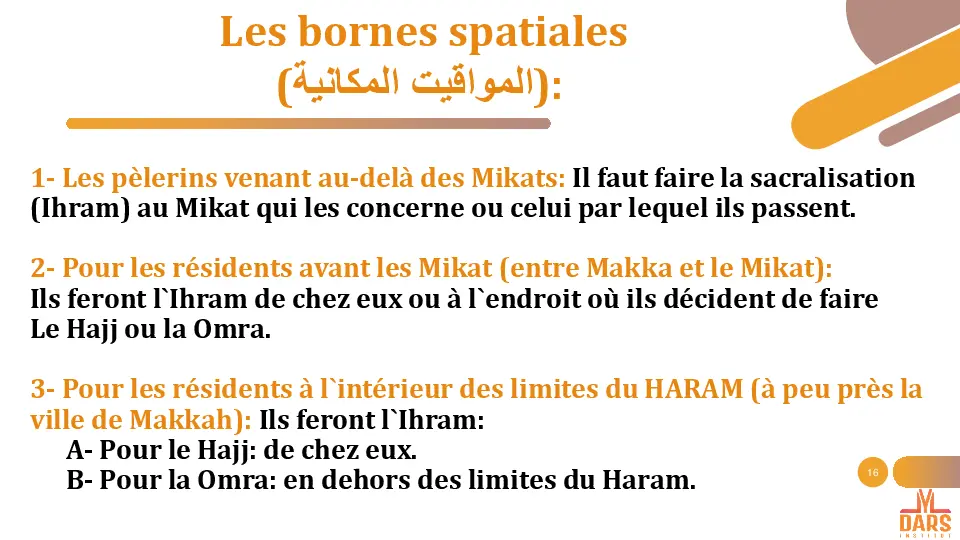 Les bornes spatiales
(المواقيت المكانية):
1- Les pèlerins venant au-delà des Mikats: Il faut faire la sacralisation
(Ihram) au Mikat qui les concerne ou celui par lequel ils passent.
2- Pour les résidents avant les Mikat (entre Makka et le Mikat):
Ils feront l`Ihram de chez eux ou à l`endroit où ils décident de faire
Le Hajj ou la Omra.
3- Pour les résidents à l`intérieur des limites du HARAM (à peu près la
ville de Makkah): Ils feront l`Ihram:
A- Pour le Hajj: de chez eux.
B- Pour la Omra: en dehors des limites du Haram.
16
DARS
INSTITUT